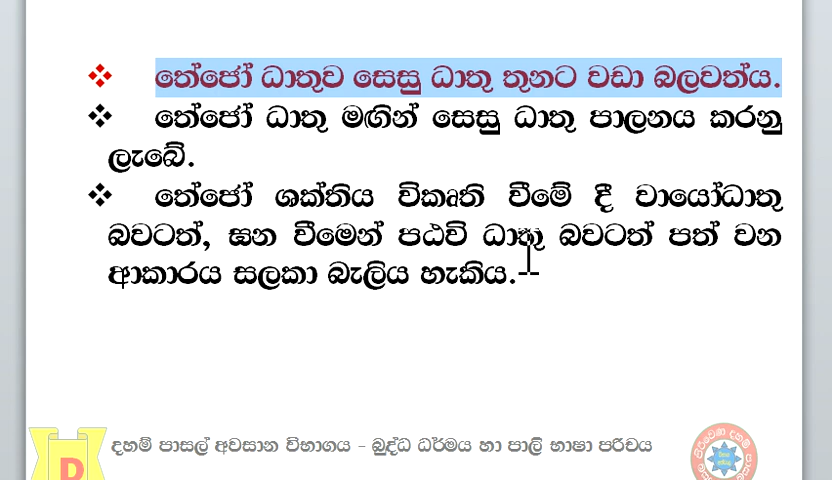 ❖ තේජෝ ධාතුව සෙසු ධාතු තුනට වඩා බලවත්ය.
❖ තේජෝ ධාතු මඟින් සෙසු ධාතු පාලනය කරනු
ලැබේ.
❖ තේජෝ ශක්තිය විකෘති වීමේ දී වායෝධාතු
බවටත්, ඝන වීමෙන් පඨවි ධාතු බවටත් පත් වන
ආකාරය සලකා බැලිය හැකිය.--
දහම් පාසල් අවසාන විභාගය - බුද්ධ ධර්මය හා පාලි භාෂා පරිචය
D